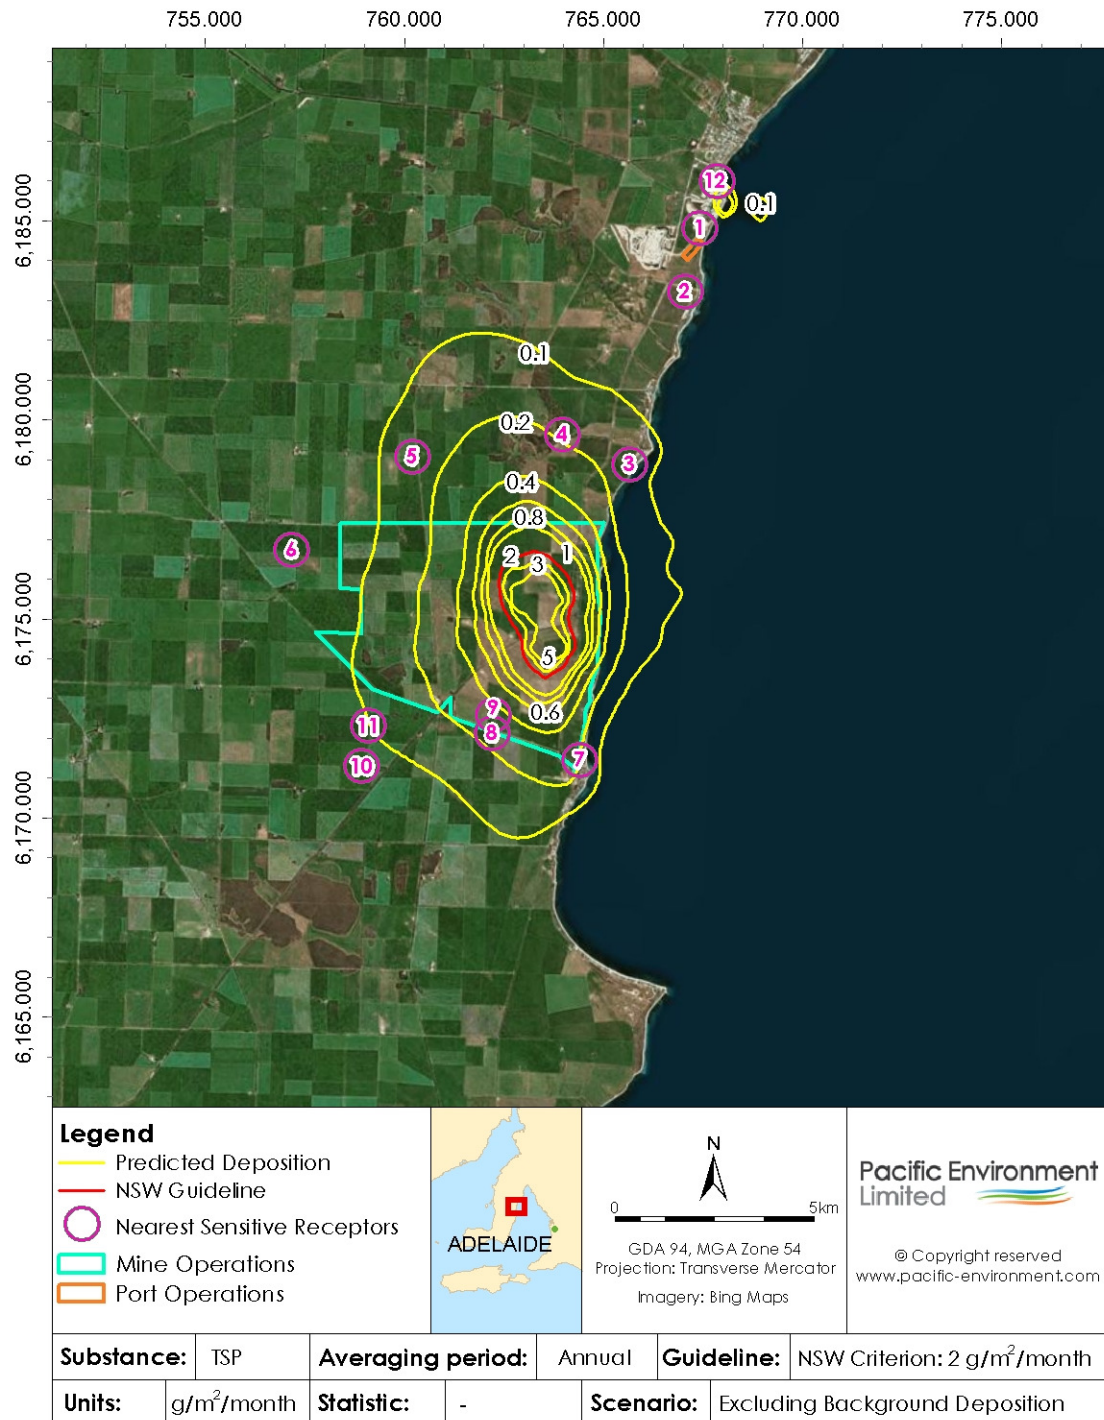 755.000 760.000 765.000 770.000 775.000
6,185.000
6,180.000
6,175.000
6,170.000
6,165.000
12
0.1
1
2
0.1
0.2
4
5
3
0.4
0.8
6
2
1
3
5
9
0.6
11
8
7
10
Legend
Predicted Deposition
NSW Guideline
Nearest Sensitive Receptors
Mine Operations
Port Operations
ADELAIDE
N
0 5km
GDA 94, MGA Zone 54
Projection: Transverse Mercator
Imagery: Bing Maps
Pacific Environment
Limited
© Copyright reserved
www.pacific-environment.com
Substance: TSP Averaging period: Annual Guideline: NSW Criterion: 2 g/m²/month
Units: g/m²/month Statistic: - Scenario: Excluding Background Deposition